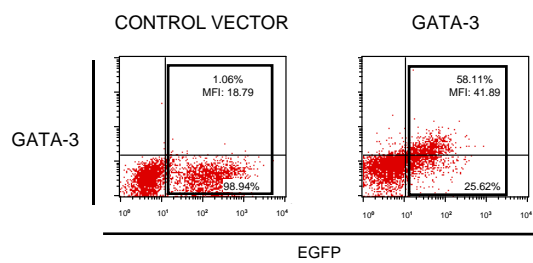 CONTROL VECTOR
GATA-3
GATA-3
1.06%
MFI: 18.79
98.94%
58.11%
MFI: 41.89
25.62%
10⁰ 10¹ 10² 10³ 10⁴
10⁰ 10¹ 10² 10³ 10⁴
EGFP